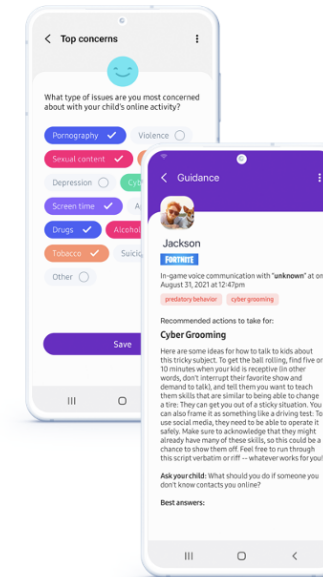 Top concerns
What type of issues are you most concerned
about with your child's online activity?
Pornography
Violence
Sexual content
Depression
Screen time
Drugs
Alcohol
Tobacco
Other
Save
Guidance
Jackson
FORTNITE
In-game voice communication with "unknown" at on
August 31, 2021 at 12:47pm
predatory behavior cyber grooming
Recommended actions to take for:
Cyber Grooming
Here are some ideas for how to talk to kids about
this tricky subject. To get the ball rolling, find five or
10 minutes when your kid is receptive (in other
words, don't interrupt their favorite show and
demand to talk), and tell them you want to teach
them skills that are similar to being able to change
a tire: They can get you out of a sticky situation. You
can also frame it as something like a driving test: To
use social media, they need to be able to operate it
safely. Make sure to acknowledge that they might
already have many of these skills, so this could be a
chance to show them off. Feel free to run through
this script verbatim or riff -- whatever works for you!
Ask your child: What should you do if someone you
don't know contacts you online?
Best answers: